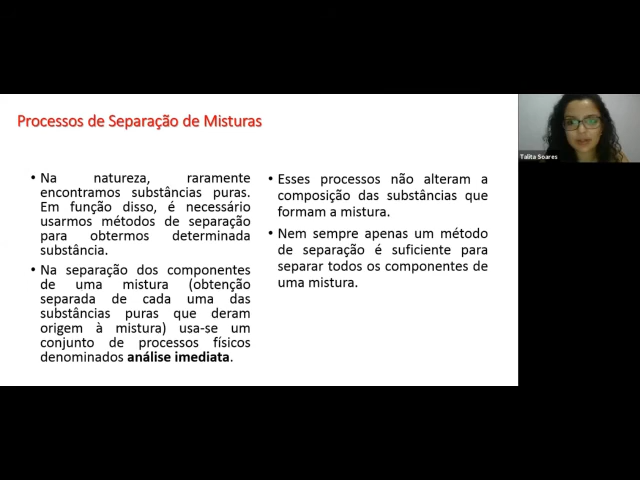 Processos de Separação de Misturas
• Na natureza, raramente
encontramos substâncias puras.
Em função disso, é necessário
usarmos métodos de separação
para obtermos determinada
substância.
• Na separação dos componentes
de uma mistura (obtenção
separada de cada uma das
substâncias puras que deram
origem à mistura) usa-se um
conjunto de processos físicos
denominados análise imediata.
• Esses processos não alteram a
composição das substâncias que
formam a mistura.
• Nem sempre apenas um método
de separação é suficiente para
separar todos os componentes de
uma mistura.
Talita Soares